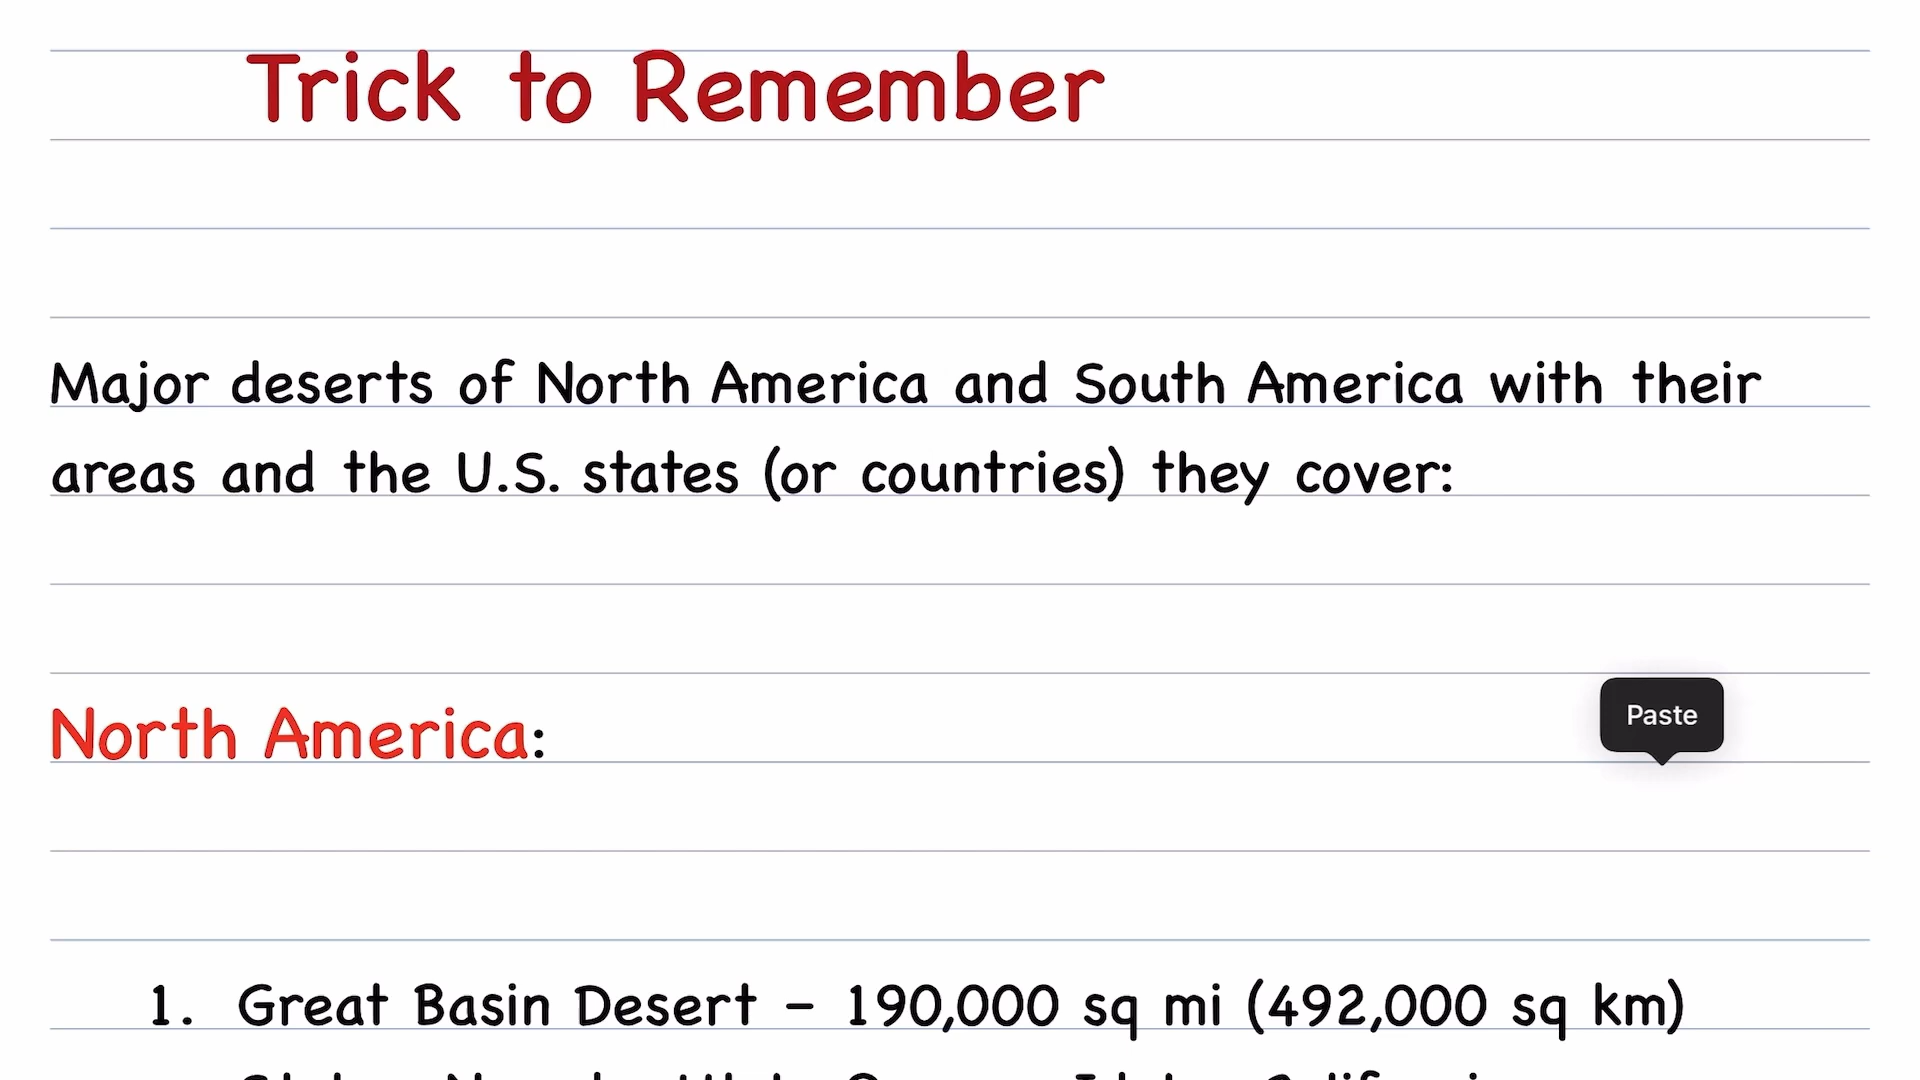 Trick to Remember
Major deserts of North America and South America with their
areas and the U.S. states (or countries) they cover:
North America:
Paste
1. Great Basin Desert – 190,000 sq mi (492,000 sq km)